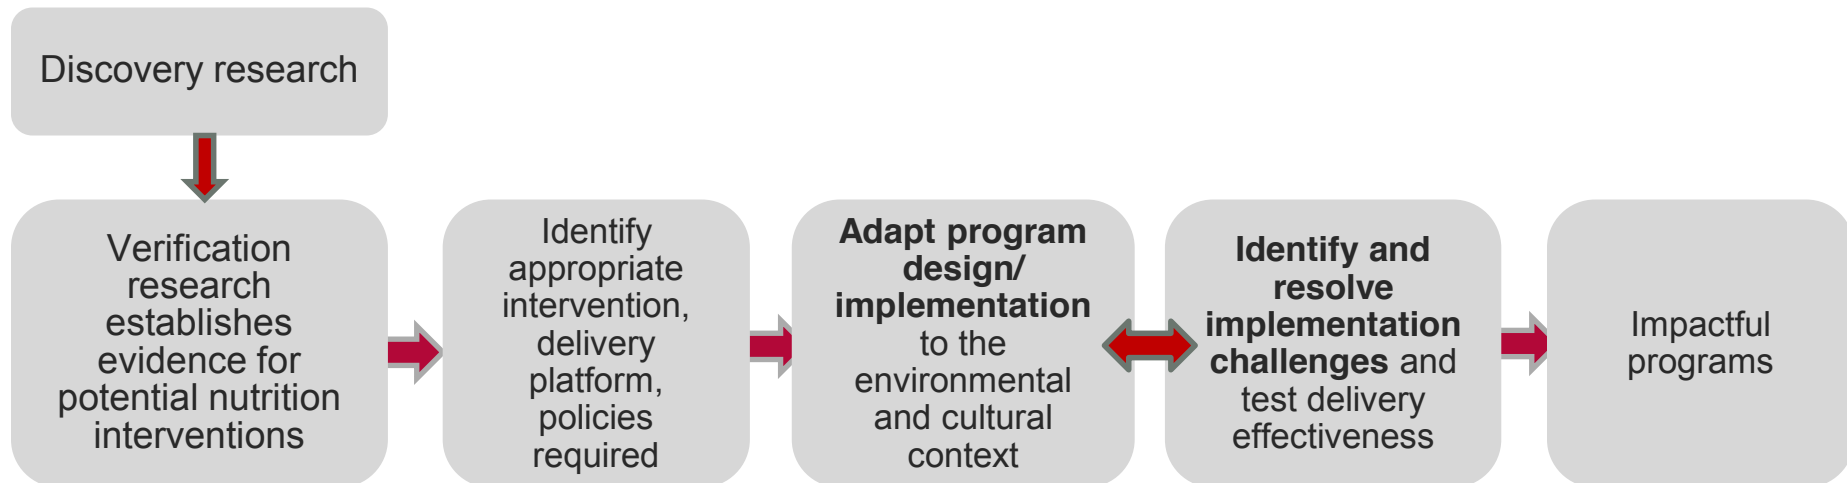 Discovery research
Verification
research
establishes
evidence for
potential nutrition
interventions
Identify
appropriate
intervention,
delivery
platform,
policies
required
Adapt program
design/
implementation
to the
environmental
and cultural
context
Identify and
resolve
implementation
challenges and
test delivery
effectiveness
Impactful
programs